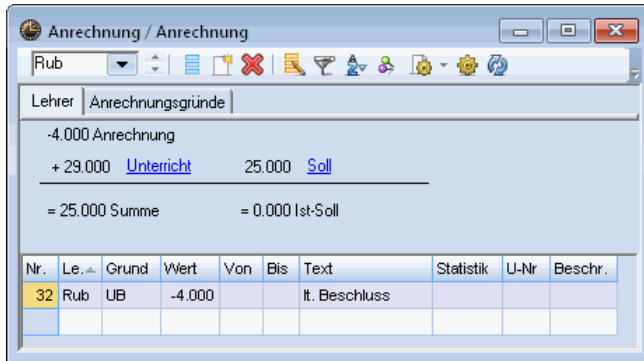 Anrechnung / Anrechnung
Rub
Lehrer Anrechnungsgründe
-4.000 Anrechnung
+ 29.000 Unterricht 25.000 Soll
= 25.000 Summe = 0.000 Ist-Soll
Nr. Le. Grund Wert Von Bis Text Statistik U-Nr Beschr.
32 Rub UB -4.000 lt. Beschluss